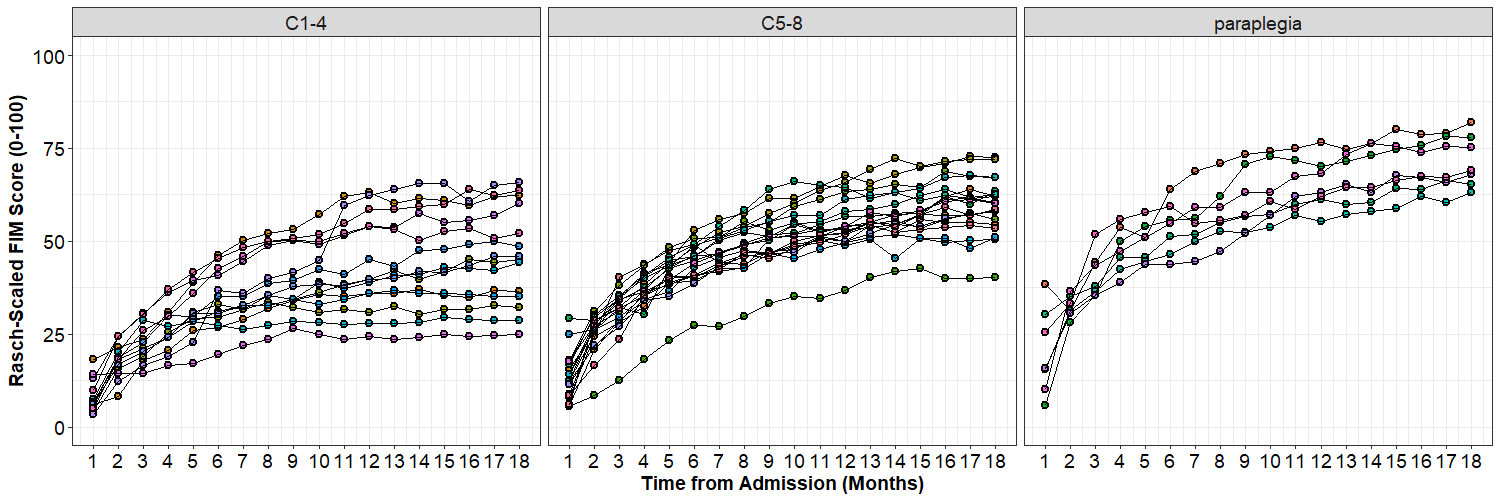 C1-4 C5-8 paraplegia
Rasch-Scaled FIM Score (0-100)
100
75
50
25
0
1 2 3 4 5 6 7 8 9 10 11 12 13 14 15 16 17 18 1 2 3 4 5 6 7 8 9 10 11 12 13 14 15 16 17 18 1 2 3 4 5 6 7 8 9 10 11 12 13 14 15 16 17 18
Time from Admission (Months)